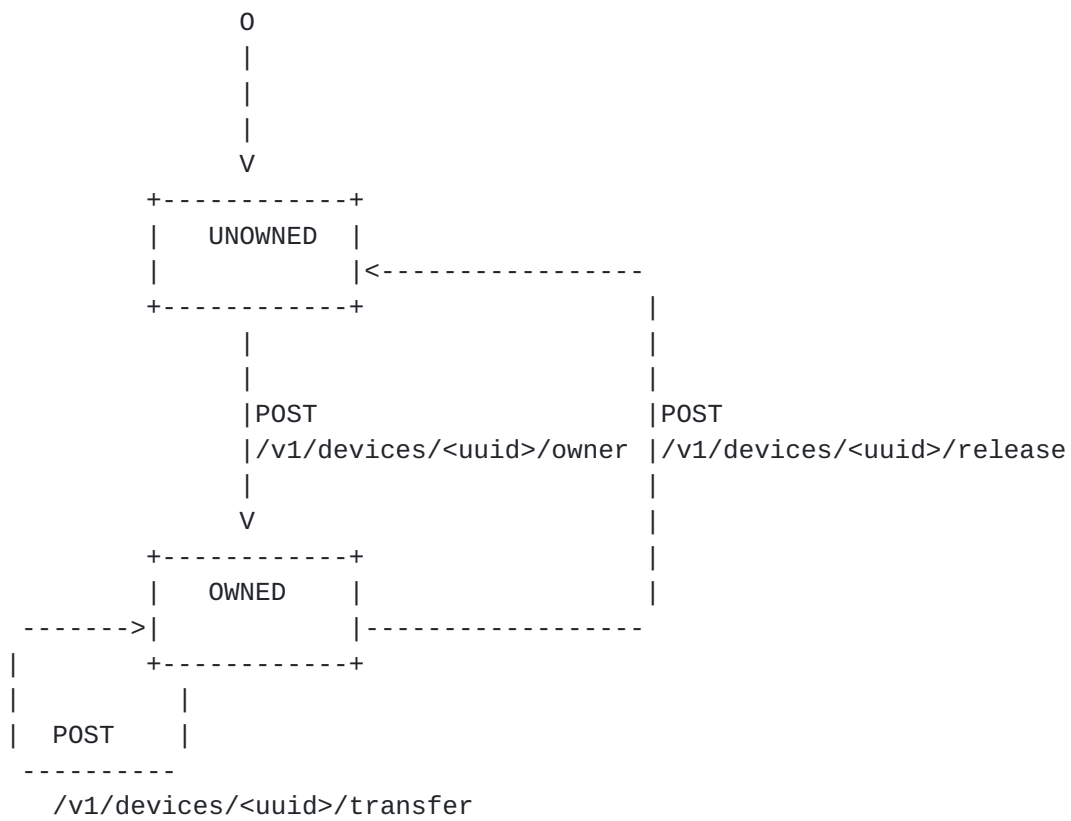 O
V
UNOWNED
POST POST
/v1/devices/<uuid>/owner /v1/devices/<uuid>/release
V
OWNED
POST
/v1/devices/<uuid>/transfer